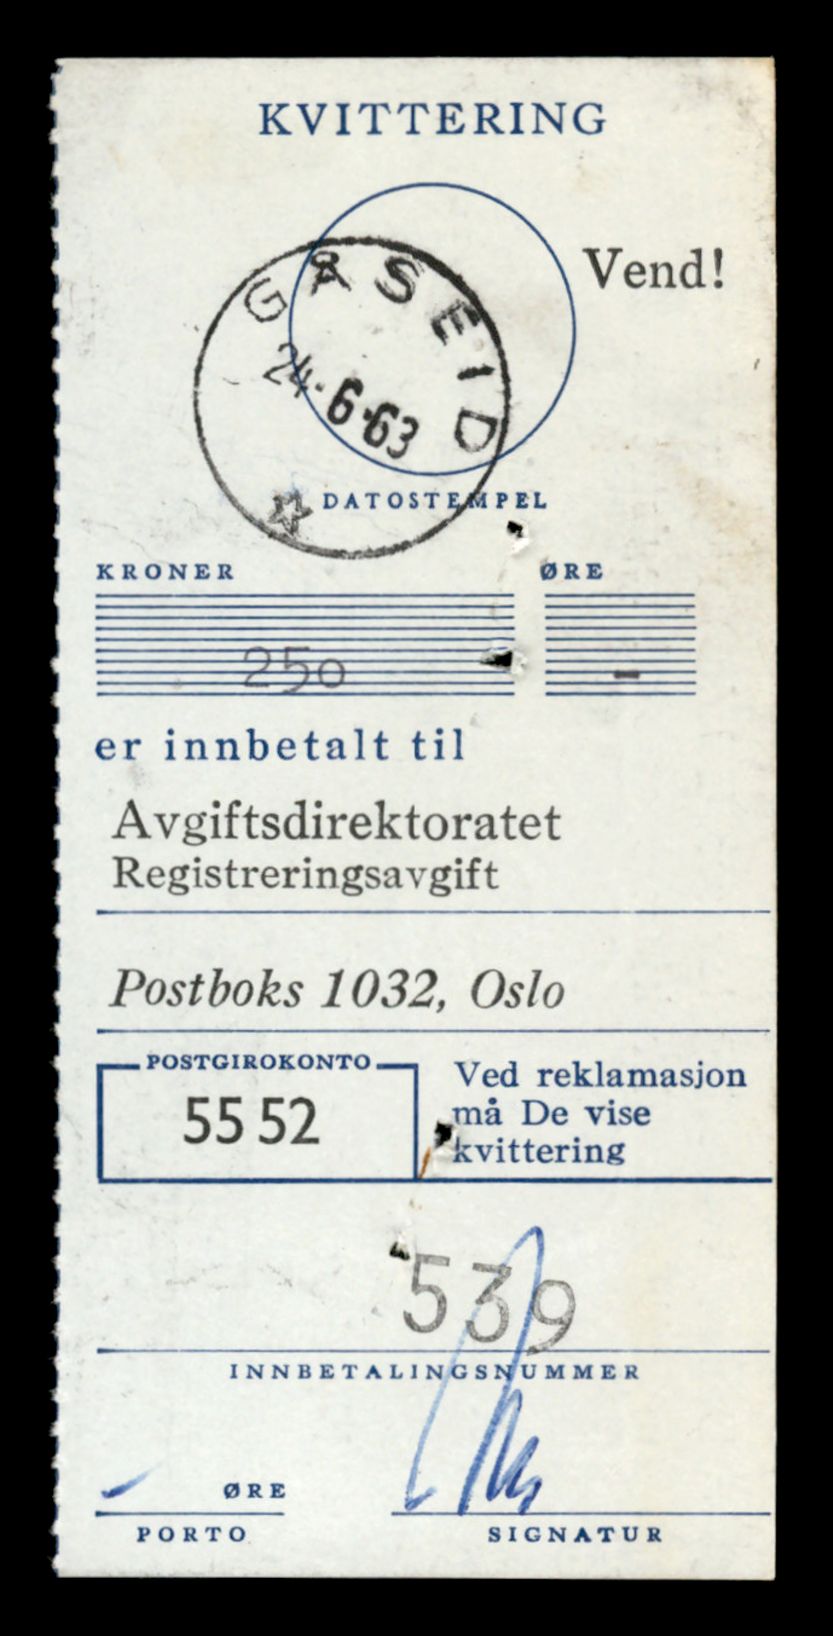 KVITTERING
Vend!
GÅSEID
24.6.63
DATOSTEMPEL
KRONER ØRE
250 -
er innbetalt til
Avgiftsdirektoratet
Registreringsavgift
Postboks 1032, Oslo
POSTGIROKONTO
55 52
Ved reklamasjon
må De vise
kvittering
539
INNBETALINGSNUMMER
ØRE
PORTO
SIGNATUR